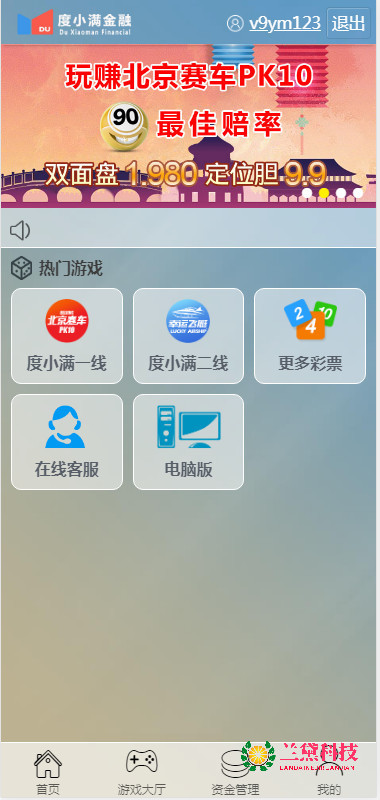 度小满金融
DU
Du Xiaoman Financial
v9ym123 退出
玩赚北京赛车PK10
90 最佳赔率
双面盘 1.980 定位胆 9.9
热门游戏
北京赛车
PK10
幸运飞艇
LUCKY AIRSHIP
2 4 10
度小满一线 度小满二线 更多彩票
在线客服 电脑版
兰黛科技
LANDAIKEJILANDIAN
首页 游戏大厅 资金管理 我的